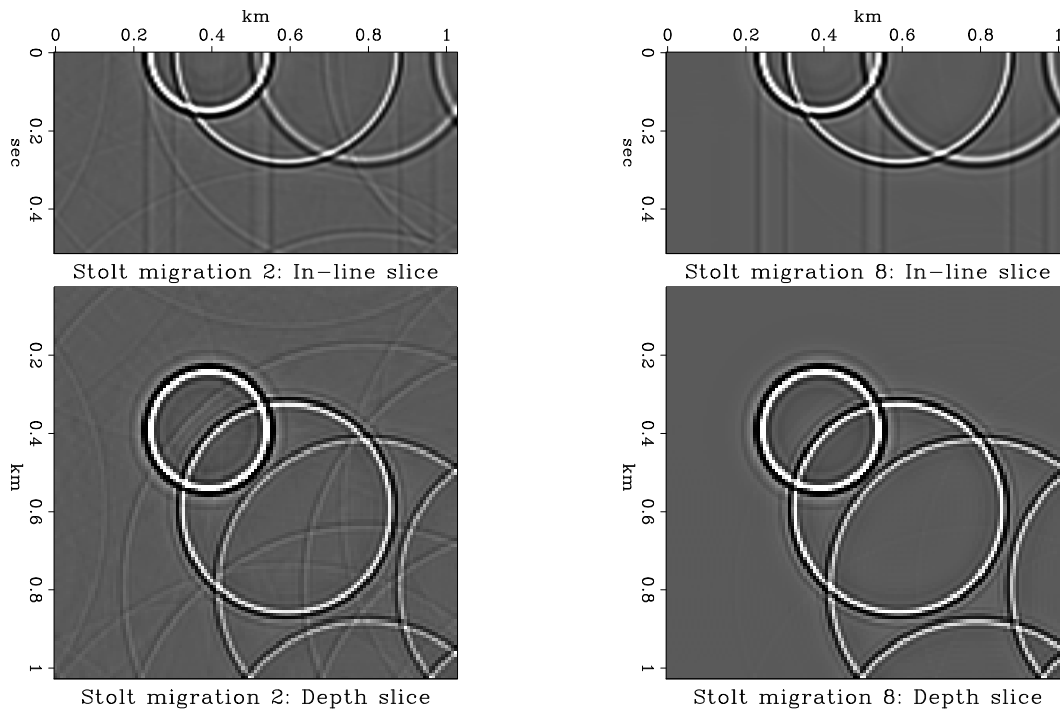 km
0 0.2 0.4 0.6 0.8 1
0 0.2 0.4
sec
Stolt migration 2: In−line slice
0.2 0.4 0.6 0.8 1
km
Stolt migration 2: Depth slice
km
0 0.2 0.4 0.6 0.8 1
0 0.2 0.4
sec
Stolt migration 8: In−line slice
0.2 0.4 0.6 0.8 1
km
Stolt migration 8: Depth slice